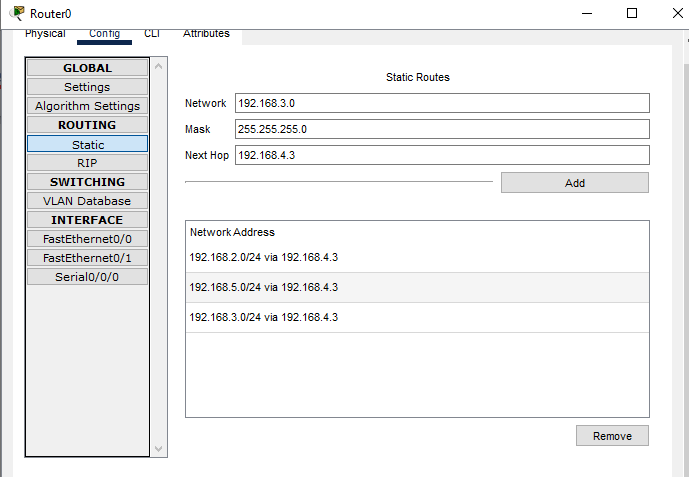 Router0
Physical Config CLI Attributes
GLOBAL
Settings
Algorithm Settings
ROUTING
Static
RIP
SWITCHING
VLAN Database
INTERFACE
FastEthernet0/0
FastEthernet0/1
Serial0/0/0
Static Routes
Network 192.168.3.0
Mask 255.255.255.0
Next Hop 192.168.4.3
Add
Network Address
192.168.2.0/24 via 192.168.4.3
192.168.5.0/24 via 192.168.4.3
192.168.3.0/24 via 192.168.4.3
Remove